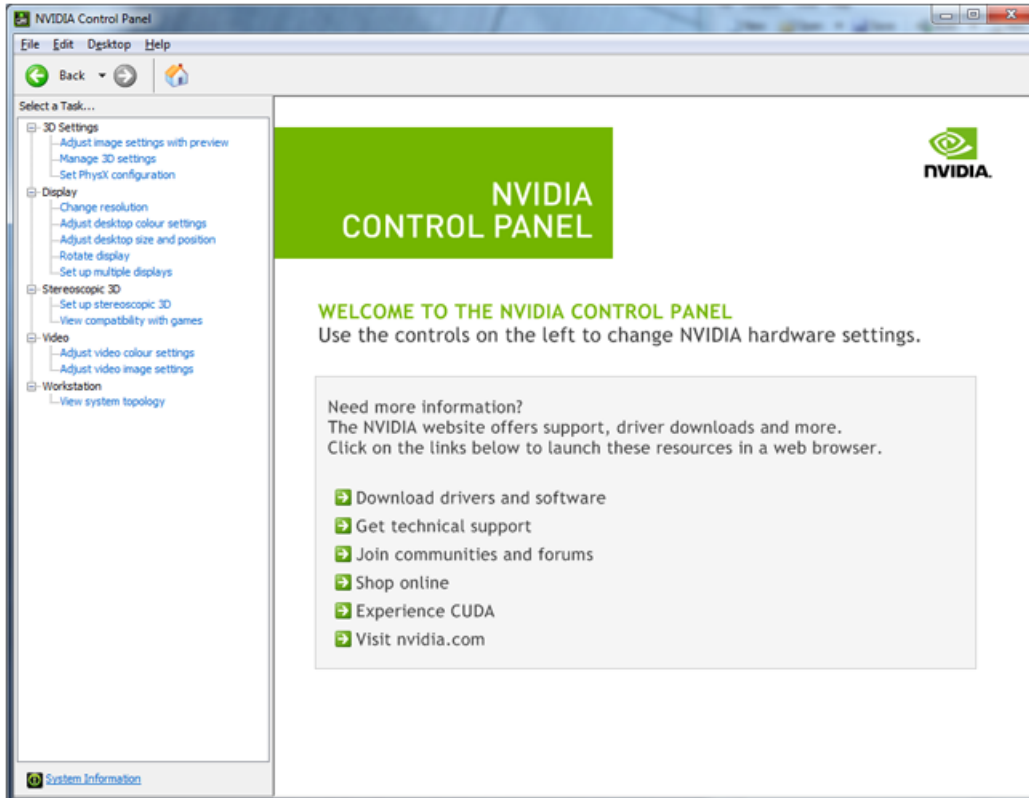 NVIDIA Control Panel
File Edit Desktop Help
Back
Select a Task...
3D Settings
Adjust image settings with preview
Manage 3D settings
Set PhysX configuration
Display
Change resolution
Adjust desktop colour settings
Adjust desktop size and position
Rotate display
Set up multiple displays
Stereoscopic 3D
Set up stereoscopic 3D
View compatibility with games
Video
Adjust video colour settings
Adjust video image settings
Workstation
View system topology
System Information
NVIDIA
CONTROL PANEL
NVIDIA.
WELCOME TO THE NVIDIA CONTROL PANEL
Use the controls on the left to change NVIDIA hardware settings.
Need more information?
The NVIDIA website offers support, driver downloads and more.
Click on the links below to launch these resources in a web browser.
Download drivers and software
Get technical support
Join communities and forums
Shop online
Experience CUDA
Visit nvidia.com